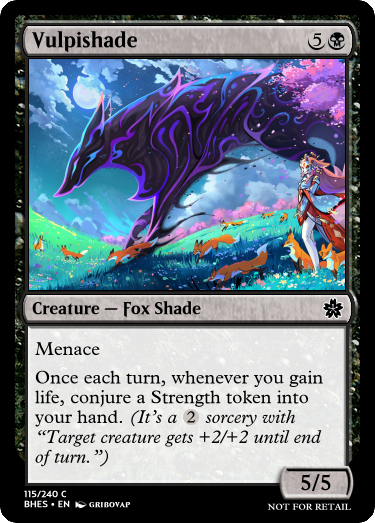 Vulpishade 5
Creature — Fox Shade
Menace
Once each turn, whenever you gain
life, conjure a Strength token into
your hand. (It's a 2 sorcery with
“Target creature gets +2/+2 until end
of turn.”)
5/5
115/240 C
BHES • EN GRIBOVAP
NOT FOR RETAIL